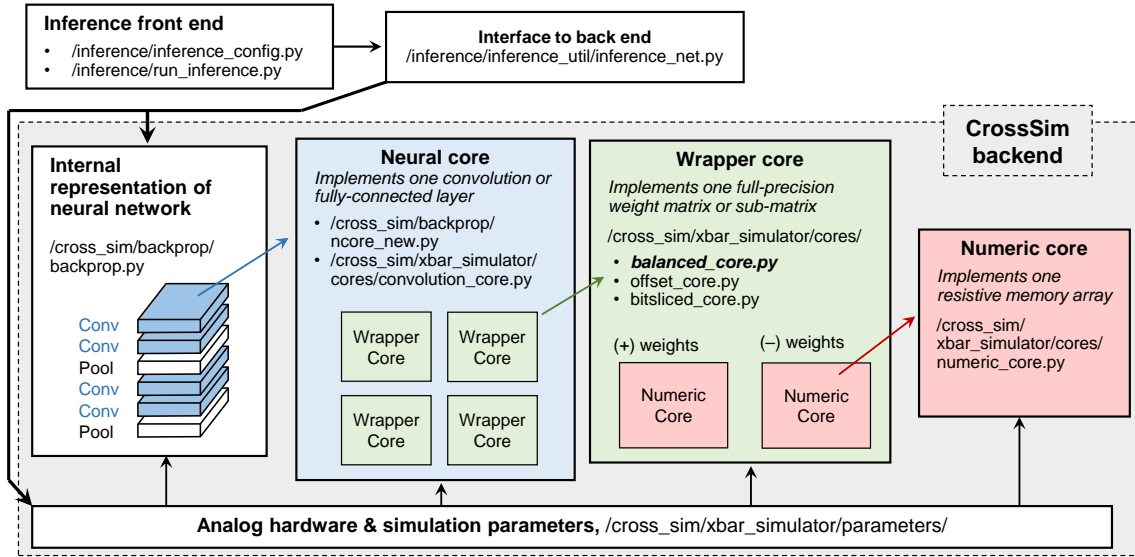 Inference front end
• /inference/inference_config.py
• /inference/run_inference.py
Interface to back end
/inference/inference_util/inference_net.py
CrossSim
backend
Internal
representation of
neural network
/cross_sim/backprop/
backprop.py
Conv
Conv
Pool
Conv
Conv
Pool
Neural core
Implements one convolution or
fully-connected layer
• /cross_sim/backprop/
ncore_new.py
• /cross_sim/xbar_simulator/
cores/convolution_core.py
Wrapper
Core
Wrapper
Core
Wrapper
Core
Wrapper
Core
Wrapper core
Implements one full-precision
weight matrix or sub-matrix
/cross_sim/xbar_simulator/cores/
• balanced_core.py
• offset_core.py
• bitsliced_core.py
(+) weights
(–) weights
Numeric
Core
Numeric
Core
Numeric core
Implements one
resistive memory array
/cross_sim/
xbar_simulator/cores/
numeric_core.py
Analog hardware & simulation parameters, /cross_sim/xbar_simulator/parameters/